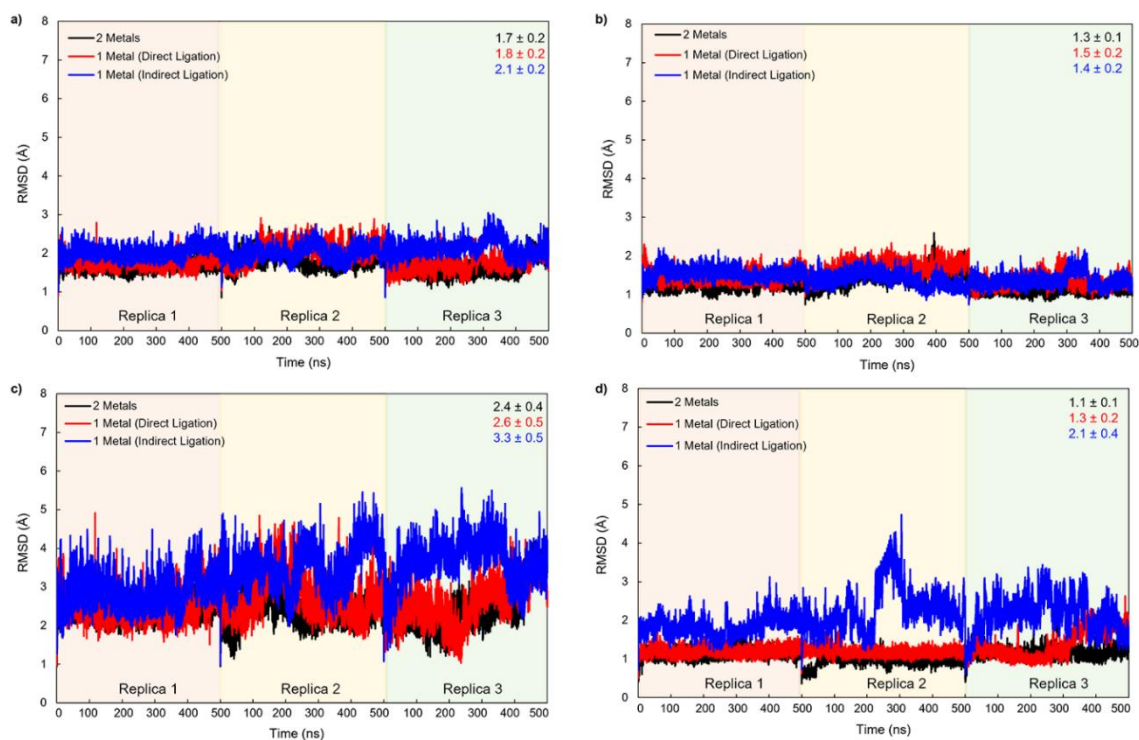 a)
8
7
6
5
4
3
2
1
0
RMSD (Å)
2 Metals
1 Metal (Direct Ligation)
1 Metal (Indirect Ligation)
1.7 ± 0.2
1.8 ± 0.2
2.1 ± 0.2
Replica 1 Replica 2 Replica 3
0 100 200 300 400 500 100 200 300 400 500 100 200 300 400 500
Time (ns)
b)
8
7
6
5
4
3
2
1
0
RMSD (Å)
2 Metals
1 Metal (Direct Ligation)
1 Metal (Indirect Ligation)
1.3 ± 0.1
1.5 ± 0.2
1.4 ± 0.2
Replica 1 Replica 2 Replica 3
0 100 200 300 400 500 100 200 300 400 500 100 200 300 400 500
Time (ns)
c)
8
7
6
5
4
3
2
1
0
RMSD (Å)
2 Metals
1 Metal (Direct Ligation)
1 Metal (Indirect Ligation)
2.4 ± 0.4
2.6 ± 0.5
3.3 ± 0.5
Replica 1 Replica 2 Replica 3
0 100 200 300 400 500 100 200 300 400 500 100 200 300 400 500
Time (ns)
d)
8
7
6
5
4
3
2
1
0
RMSD (Å)
2 Metals
1 Metal (Direct Ligation)
1 Metal (Indirect Ligation)
1.1 ± 0.1
1.3 ± 0.2
2.1 ± 0.4
Replica 1 Replica 2 Replica 3
0 100 200 300 400 500 100 200 300 400 500 100 200 300 400 500
Time (ns)